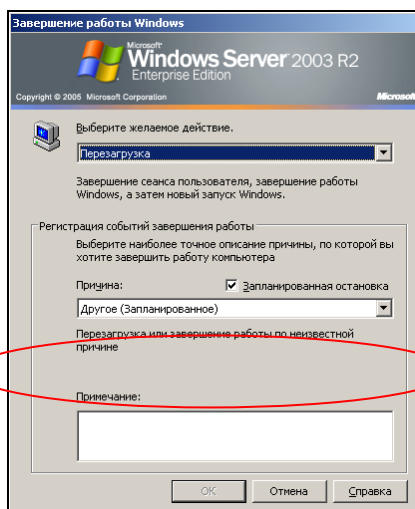 Завершение работы Windows
Microsoft
Windows Server 2003 R2
Enterprise Edition
Copyright © 2005 Microsoft Corporation
Microsoft
Выберите желаемое действие.
Перезагрузка
Завершение сеанса пользователя, завершение работы
Windows, а затем новый запуск Windows.
Регистрация событий завершения работы
Выберите наиболее точное описание причины, по которой вы
хотите завершить работу компьютера
Причина:
Запланированная остановка
Другое (Запланированное)
Перезагрузка или завершение работы по неизвестной
причине
Примечание:
ОК
Отмена
Справка